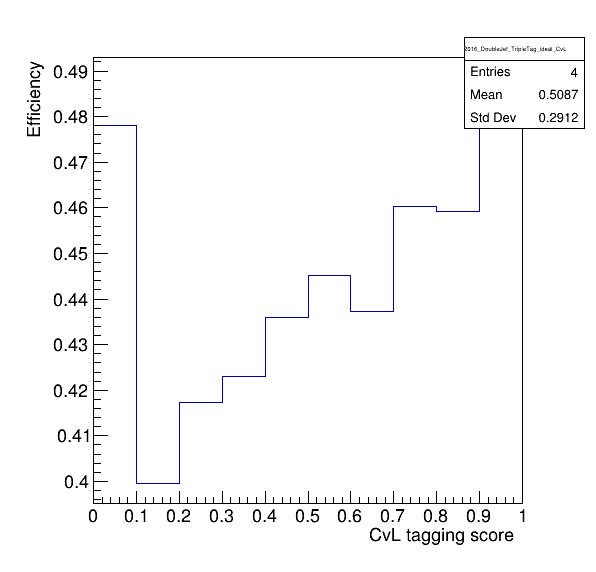 2016_DoubleJet_TripleTag_Ideal_CvL
Entries 4
Mean 0.5087
Std Dev 0.2912
Efficiency
0.49
0.48
0.47
0.46
0.45
0.44
0.43
0.42
0.41
0.4
0 0.1 0.2 0.3 0.4 0.5 0.6 0.7 0.8 0.9 1
CvL tagging score